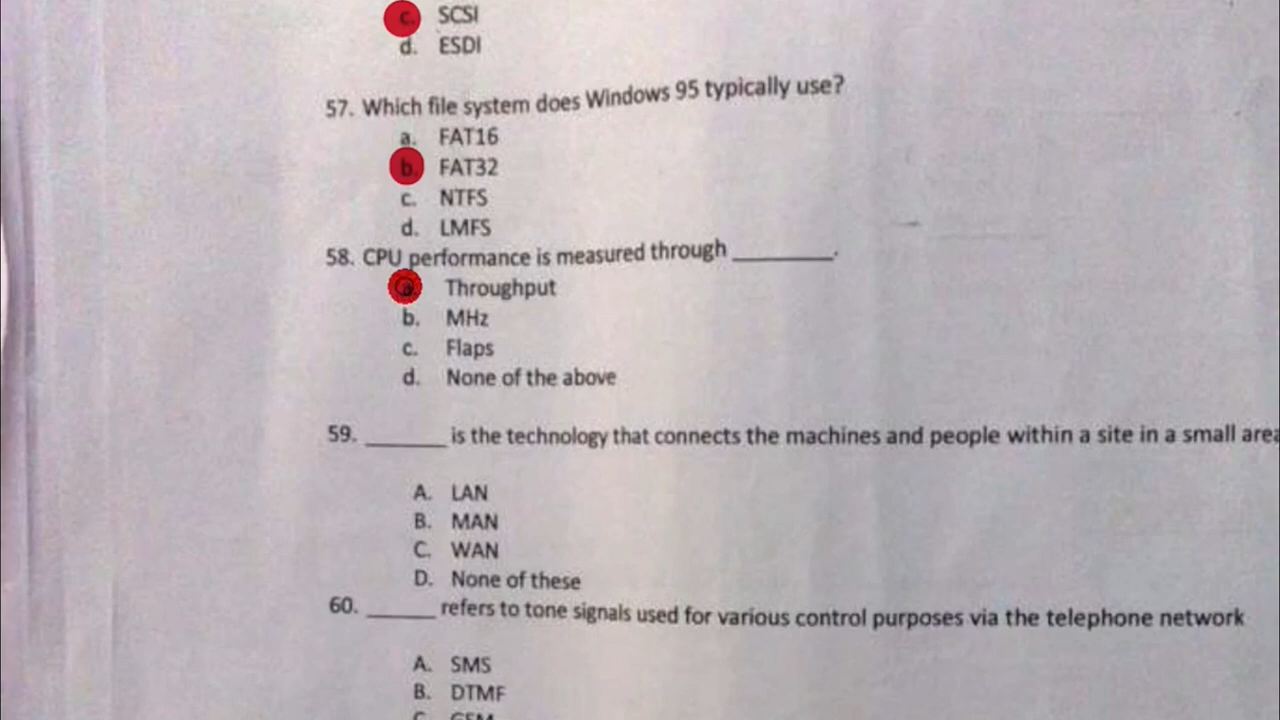 c. SCSI
d. ESDI
57. Which file system does Windows 95 typically use?
a. FAT16
b. FAT32
c. NTFS
d. LMFS
58. CPU performance is measured through ________.
a. Throughput
b. MHz
c. Flaps
d. None of the above
59. _______ is the technology that connects the machines and people within a site in a small area
A. LAN
B. MAN
C. WAN
D. None of these
60. ______ refers to tone signals used for various control purposes via the telephone network
A. SMS
B. DTMF